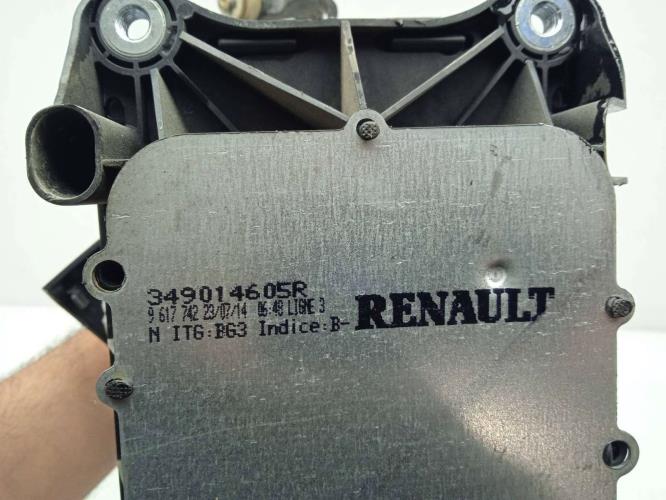 349014605R
9 617 742 23/07/14 06:48 LIGNE 3
N ITG:BG3 Indice:B-
RENAULT